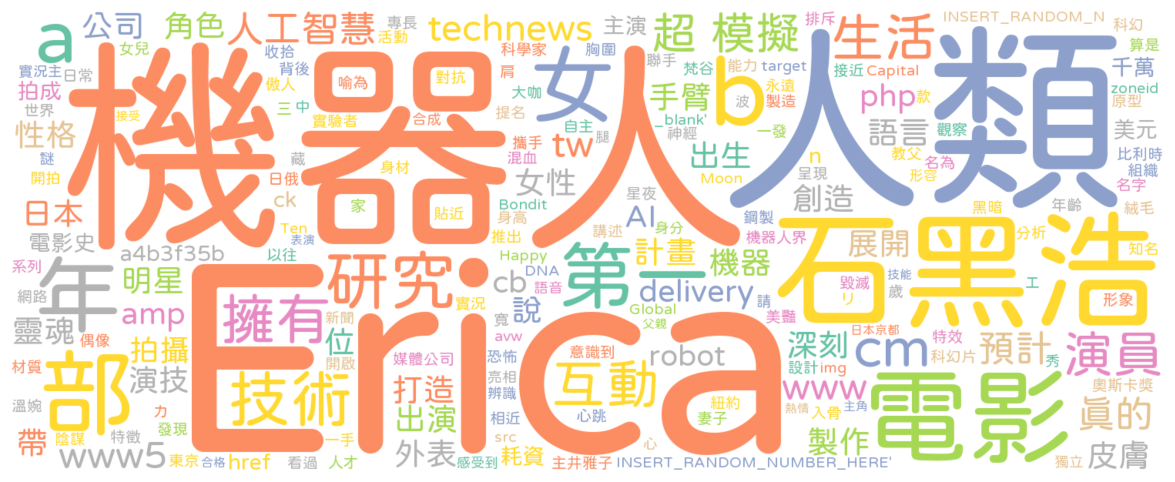 公司 角色 人工智慧 專長 technews 主演 超 模擬 排斥 生活 INSERT_RANDOM_N 科幻
a 女兒 收拾 活動 科學家 胸圍 聯手 接近 Capital 算是
實況主 日常 背後 喻為 對抗 肩 女 梵谷 能力 target 千萬
拍成 世界 傲人 大咖 手臂 b 永遠 製造 php 款 zoneid 原型
機器人 人類
性格 接受 三 中 實驗者 合成 提名 自主 _blank' 波 一發 語言 觀察 美元
謎 藏 攜手 tw 腿 神經 出生 n 教父 名為 比利時
開拍 日俄 身材 混血 女性 Moon 呈現 形容 組織
日本 ck 家 貼近 Bondit 星夜 AI 創造 黑暗 年齡 名字 絨毛
電影史 Ten 身高 Happy 講述 身分 鋼製 石黑浩
a4b3f35b 表演 推出 第一 計畫 機器人界 展開 分析 知名
系列 年 明星 以往 研究 DNA 機器 技能 毀滅 工
網路 擁有 cb 語音 delivery 請 歲 リ 形象
靈魂 amp 新聞 實況 說 寬 Global 美豔 日本京都
偶像 位 Erica avw 父親 深刻 cm 特效 預計 演員
材質 部 拍攝 開啟 媒體公司 恐怖 意識到 robot 設計 img 科幻片 秀
演技 技術 打造 亮相 互動 紐約 www 電影 奧斯卡獎
溫婉 力 辨識 妻子 熱情 主角 真的
帶 陰謀 特徵 發現 一手 出演 相近 心跳 入骨 製作
www5 東京 合格 href 看過 人才 外表 感受到 src 耗資 心 主井雅子 INSERT_RANDOM_NUMBER_HERE' 獨立 皮膚